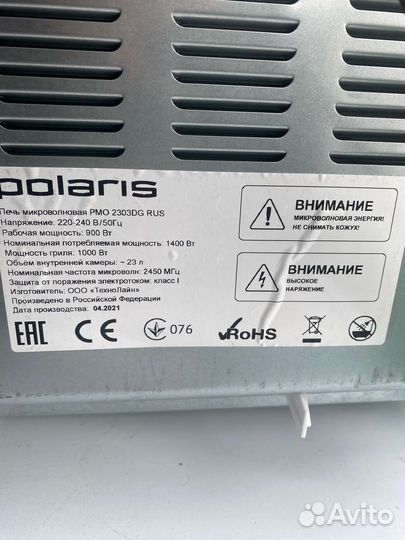 polaris
Печь микроволновая PMO 2303DG RUS
Напряжение: 220-240 В/50Гц
Рабочая мощность: 900 Вт
Номинальная потребляемая мощность: 1400 Вт
Мощность гриля: 1000 Вт
Объём внутренней камеры: ~ 23 л
Номинальная частота микроволн: 2450 МГц
Защита от поражения электротоком: класс I
Изготовитель: ООО «ТехноЛайн»
Произведено в Российской Федерации
Дата производства: 04.2021
ВНИМАНИЕ
МИКРОВОЛНОВАЯ ЭНЕРГИЯ!
НЕ СНИМАТЬ КОЖУХ!
ВНИМАНИЕ
ВЫСОКОЕ
НАПРЯЖЕНИЕ
EAC CE 076 RoHS
Avito